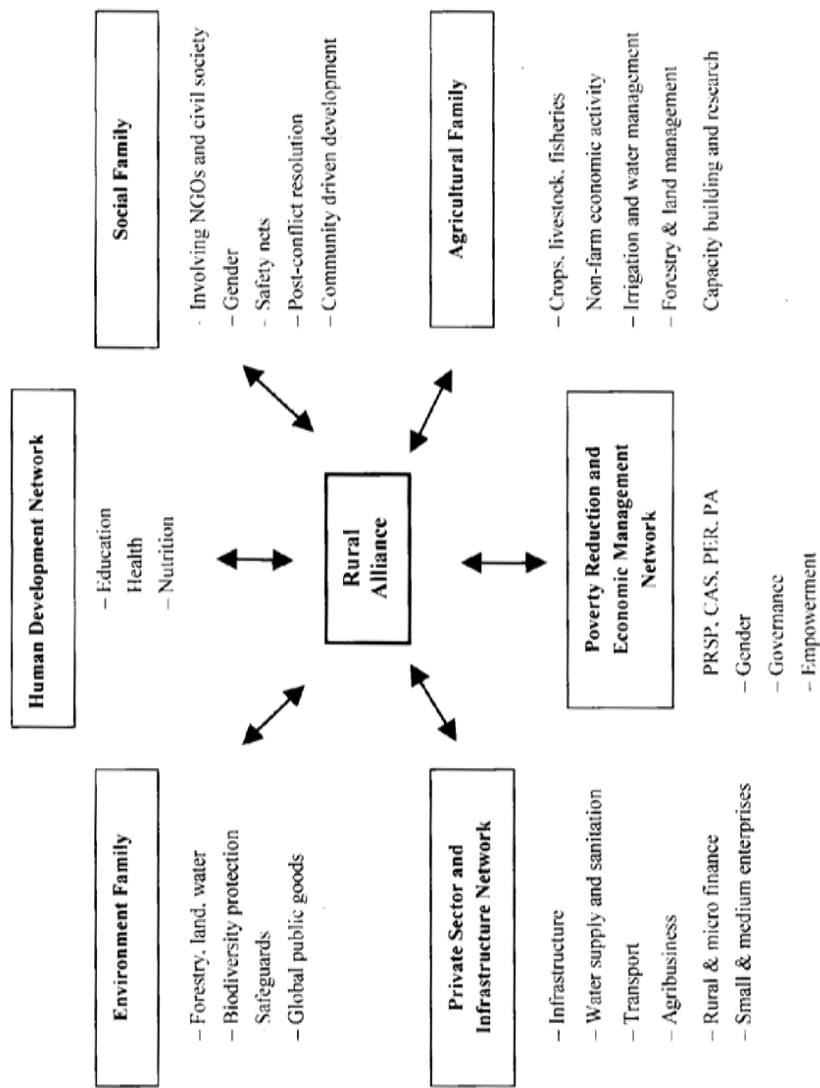 Human Development Network
– Education
Health
– Nutrition
Environment Family
– Forestry, land, water
– Biodiversity protection
Safeguards
– Global public goods
Social Family
- Involving NGOs and civil society
– Gender
– Safety nets
– Post-conflict resolution
– Community driven development
Rural
Alliance
Private Sector and
Infrastructure Network
– Infrastructure
– Water supply and sanitation
– Transport
– Agribusiness
– Rural & micro finance
– Small & medium enterprises
Poverty Reduction and
Economic Management
Network
PRSP, CAS, PER, PA
– Gender
– Governance
– Empowerment
Agricultural Family
– Crops, livestock, fisheries
Non-farm economic activity
– Irrigation and water management
– Forestry & land management
Capacity building and research